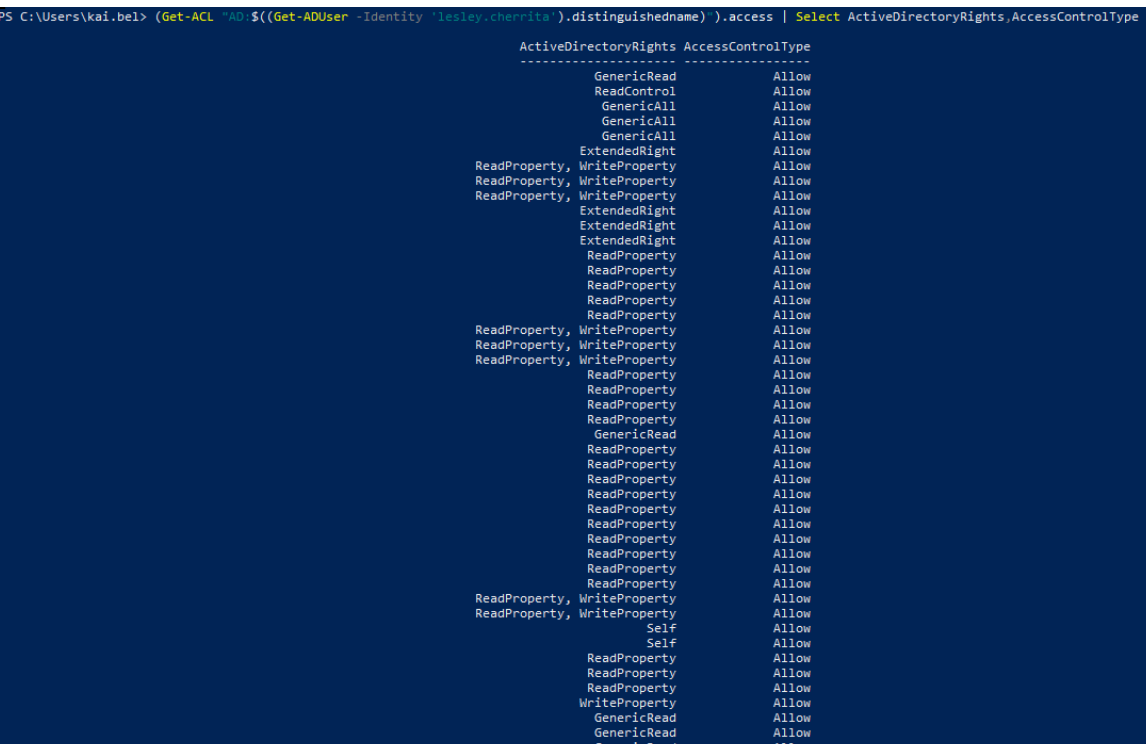 PS C:\Users\kai.bel> (Get-ACL "AD:$((Get-ADUser -Identity 'lesley.cherrita').distinguishedname)").access | Select ActiveDirectoryRights,AccessControlType
ActiveDirectoryRights AccessControlType
--------------------- -----------------
GenericRead Allow
ReadControl Allow
GenericAll Allow
GenericAll Allow
GenericAll Allow
ExtendedRight Allow
ReadProperty, WriteProperty Allow
ReadProperty, WriteProperty Allow
ReadProperty, WriteProperty Allow
ExtendedRight Allow
ExtendedRight Allow
ExtendedRight Allow
ReadProperty Allow
ReadProperty Allow
ReadProperty Allow
ReadProperty Allow
ReadProperty Allow
ReadProperty, WriteProperty Allow
ReadProperty, WriteProperty Allow
ReadProperty, WriteProperty Allow
ReadProperty Allow
ReadProperty Allow
ReadProperty Allow
ReadProperty Allow
GenericRead Allow
ReadProperty Allow
ReadProperty Allow
ReadProperty Allow
ReadProperty Allow
ReadProperty Allow
ReadProperty Allow
ReadProperty Allow
ReadProperty Allow
ReadProperty Allow
ReadProperty Allow
ReadProperty, WriteProperty Allow
ReadProperty, WriteProperty Allow
Self Allow
Self Allow
ReadProperty Allow
ReadProperty Allow
ReadProperty Allow
WriteProperty Allow
GenericRead Allow
GenericRead Allow